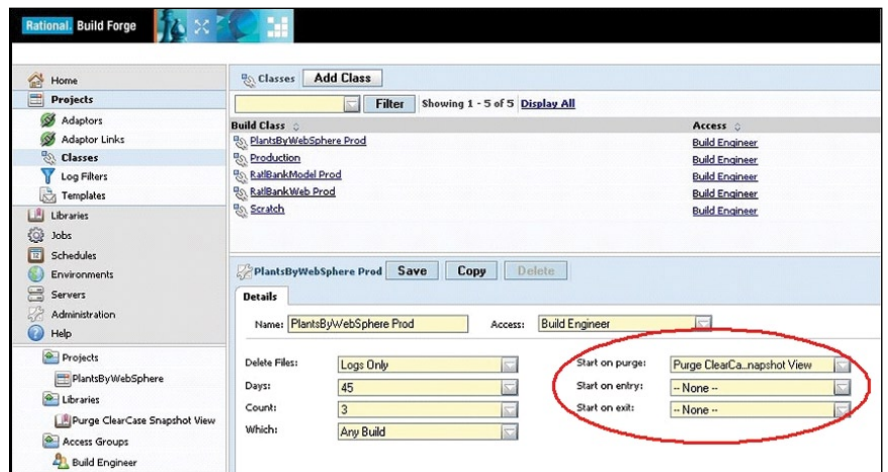 Rational. Build Forge
Home
Projects
Adaptors
Adaptor Links
Classes
Log Filters
Templates
Libraries
Jobs
Schedules
Environments
Servers
Administration
Help
Projects
PlantsByWebSphere
Libraries
Purge ClearCase Snapshot View
Access Groups
Build Engineer
Classes Add Class
Filter Showing 1 - 5 of 5 Display All
Build Class Access
PlantsByWebSphere Prod Build Engineer
Production Build Engineer
RatlBankModel Prod Build Engineer
RatlBankWeb Prod Build Engineer
Scratch Build Engineer
PlantsByWebSphere Prod Save Copy Delete
Details
Name: PlantsByWebSphere Prod Access: Build Engineer
Delete Files: Logs Only Start on purge: Purge ClearCa...napshot View
Days: 45 Start on entry: -- None --
Count: 3 Start on exit: -- None --
Which: Any Build